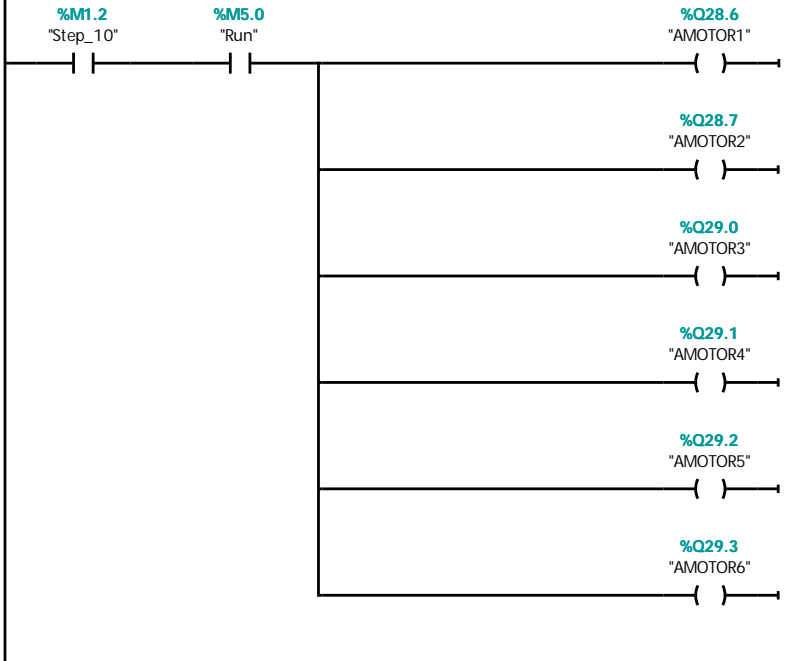 %M1.2
"Step_10"
%M5.0
"Run"
%Q28.6
"AMOTOR1"
%Q28.7
"AMOTOR2"
%Q29.0
"AMOTOR3"
%Q29.1
"AMOTOR4"
%Q29.2
"AMOTOR5"
%Q29.3
"AMOTOR6"